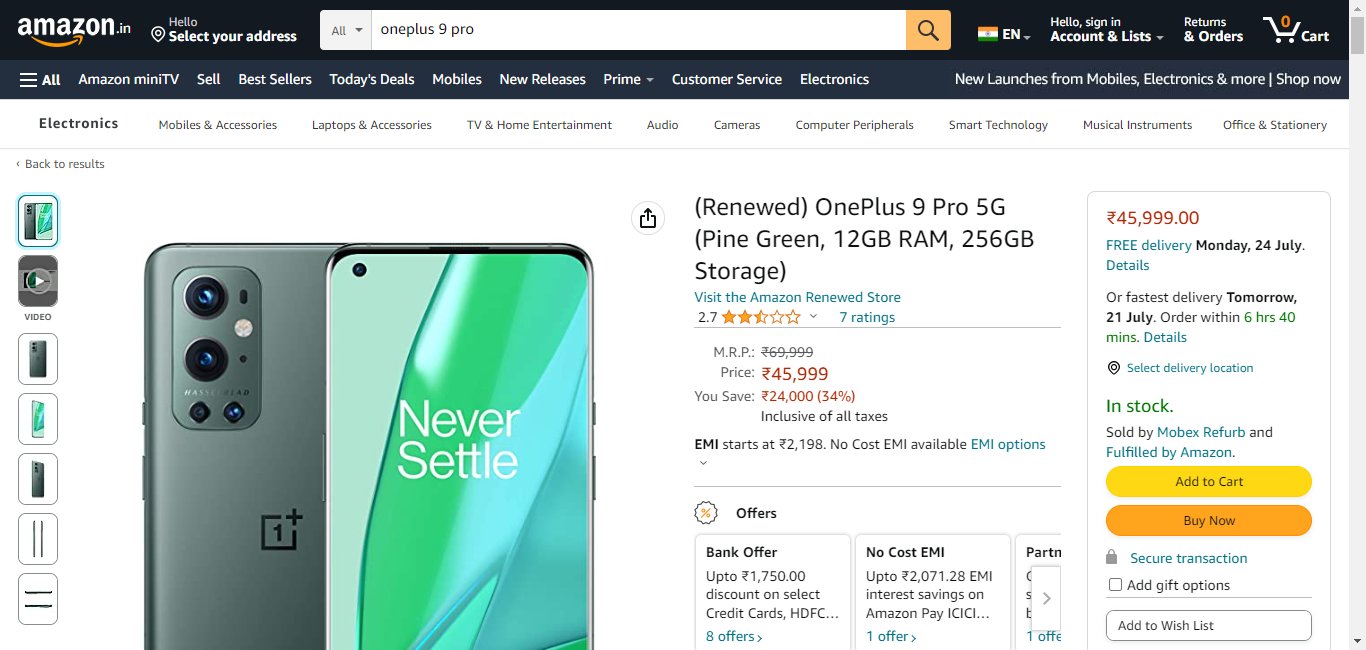 amazon.in
Hello
Select your address
All
oneplus 9 pro
EN
Hello, sign in
Account & Lists
Returns
& Orders
0
Cart
All
Amazon miniTV
Sell
Best Sellers
Today's Deals
Mobiles
New Releases
Prime
Customer Service
Electronics
New Launches from Mobiles, Electronics & more | Shop now
Electronics
Mobiles & Accessories
Laptops & Accessories
TV & Home Entertainment
Audio
Cameras
Computer Peripherals
Smart Technology
Musical Instruments
Office & Stationery
‹ Back to results
VIDEO
HASSELBLAD
1+
Never
Settle
(Renewed) OnePlus 9 Pro 5G
(Pine Green, 12GB RAM, 256GB
Storage)
Visit the Amazon Renewed Store
2.7
7 ratings
M.R.P.: ₹69,999
Price: ₹45,999
You Save: ₹24,000 (34%)
Inclusive of all taxes
EMI starts at ₹2,198. No Cost EMI available EMI options
%
Offers
Bank Offer
Upto ₹1,750.00
discount on select
Credit Cards, HDFC…
8 offers›
No Cost EMI
Upto ₹2,071.28 EMI
interest savings on
Amazon Pay ICICI…
1 offer›
Partn
1 offe
₹45,999.00
FREE delivery Monday, 24 July.
Details
Or fastest delivery Tomorrow,
21 July. Order within 6 hrs 40
mins. Details
Select delivery location
In stock.
Sold by Mobex Refurb and
Fulfilled by Amazon.
Add to Cart
Buy Now
Secure transaction
Add gift options
Add to Wish List